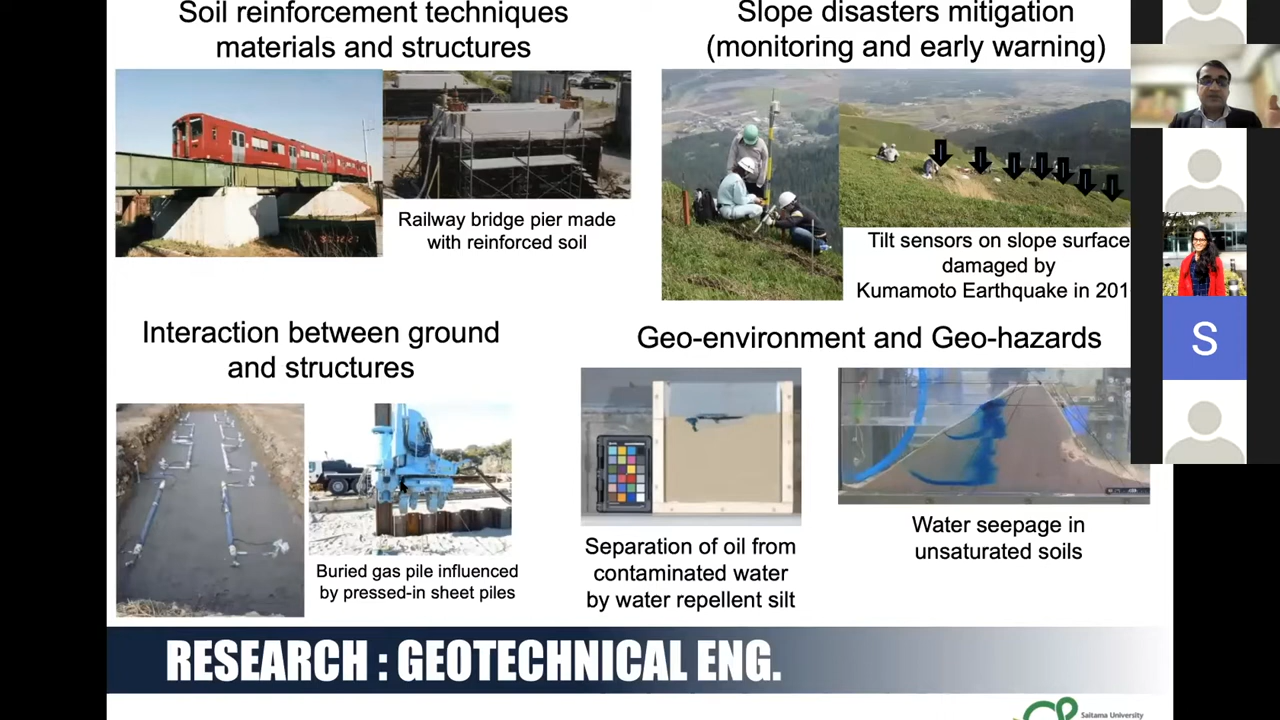 Soil reinforcement techniques
materials and structures
Railway bridge pier made
with reinforced soil
Slope disasters mitigation
(monitoring and early warning)
Tilt sensors on slope surface
damaged by
Kumamoto Earthquake in 201
Interaction between ground
and structures
Buried gas pile influenced
by pressed-in sheet piles
Geo-environment and Geo-hazards
Separation of oil from
contaminated water
by water repellent silt
Water seepage in
unsaturated soils
S
RESEARCH : GEOTECHNICAL ENG.
Saitama University